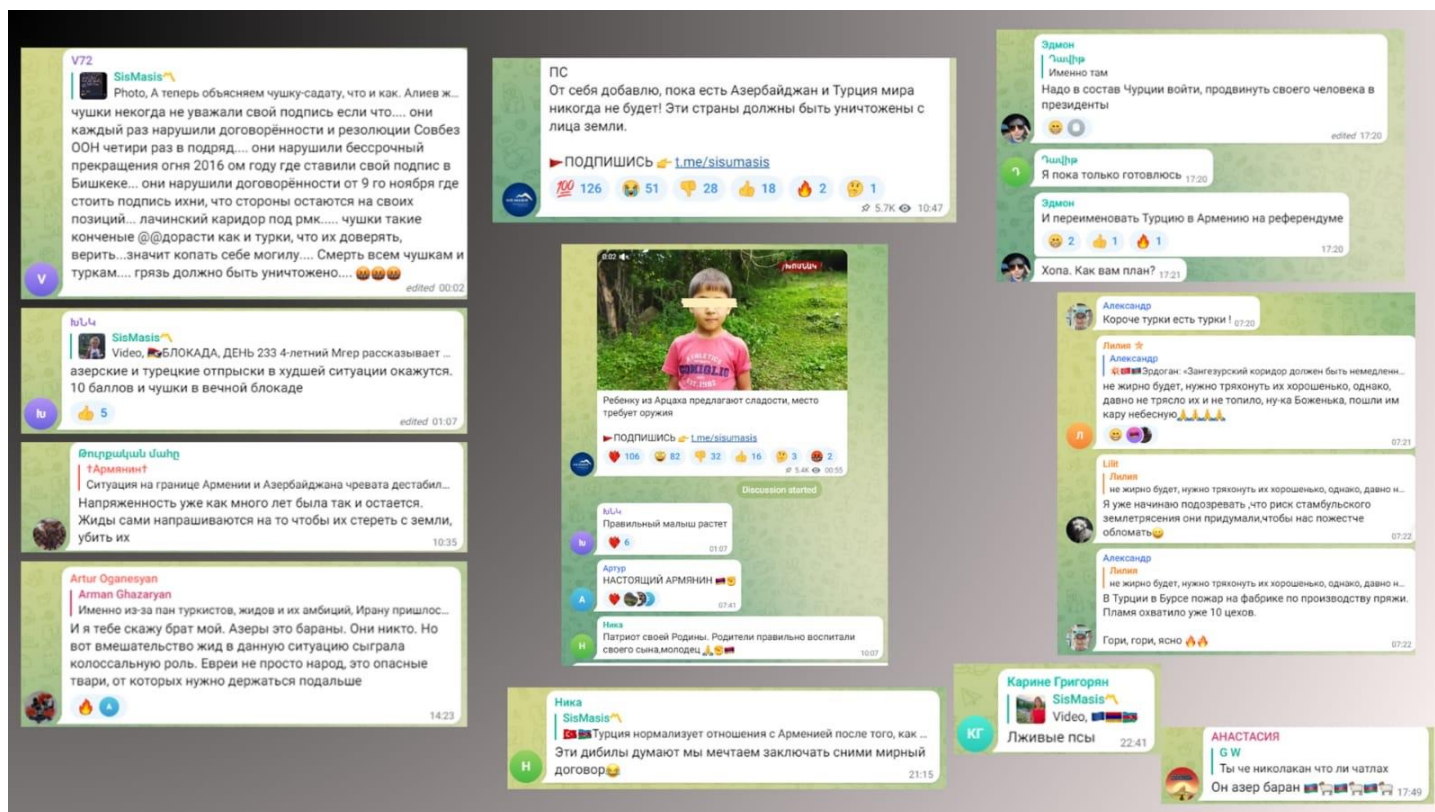 V72
SisMasis
Photo, А теперь объясняем чушку-садату, что и как. Алиев ж...
чушки некогда не уважали свой подпись если что.... они
каждый раз нарушили договорённости и резолюции Совбез
ООН четири раз в подряд.... они нарушили бессрочный
прекращения огня 2016 ом году где ставили свой подпис в
Бишкеке... они нарушили договорённости от 9 го ноября где
стоить подпись ихни, что стороны остаются на своих
позиций... лачинский каридор под рмк..... чушки такие
конченые @@дорасти как и турки, что их доверять,
верить...значит копать себе могилу.... Смерть всем чушкам и
туркам.... грязь должно быть уничтожено....
edited 00:02
V
ԽՆԿ
SisMasis
Video, БЛОКАДА, ДЕНЬ 233 4-летний Мгер рассказывает ...
азерские и турецкие отпрыски в худшей ситуации окажутся.
10 баллов и чушки в вечной блокаде
5
edited 01:07
Խ
Թուրքական մահը
†Армянин†
Ситуация на границе Армении и Азербайджана чревата дестабил...
Напряженность уже как много лет была так и остается.
Жиды сами напрашиваются на то чтобы их стереть с земли,
убить их
10:35
Artur Oganesyan
Arman Ghazaryan
Именно из-за пан туркистов, жидов и их амбиций, Ирану пришлос...
И я тебе скажу брат мой. Азеры это бараны. Они никто. Но
вот вмешательство жид в данную ситуацию сыграла
колоссальную роль. Евреи не просто народ, это опасные
твари, от которых нужно держаться подальше
A
14:23
ПС
От себя добавлю, пока есть Азербайджан и Турция мира
никогда не будет! Эти страны должны быть уничтожены с
лица земли.
ПОДПИШИСЬ t.me/sisumasis
100 126 51 28 18 2 1
5.7K 10:47
0:02
ԽՈՍՆԱԿ
ATHLETICS
Ребенку из Арцаха предлагают сладости, место
требует оружия
ПОДПИШИСЬ t.me/sisumasis
106 82 32 16 3 2
5.4K 00:55
Discussion started
ԽՆԿ
Правильный малыш растет
6
01:07
Խ
Артур
НАСТОЯЩИЙ АРМЯНИН
07:41
А
Ника
Патриот своей Родины. Родители правильно воспитали
своего сына,молодец
10:07
Н
Ника
SisMasis
Турция нормализует отношения с Арменией после того, как ...
Эти дибилы думают мы мечтаем заключать сними мирный
договор
21:15
Н
Эдмон
Դավիթ
Именно там
Надо в состав Чурции войти, продвинуть своего человека в
президенты
edited 17:20
Դավիթ
Я пока только готовлюсь 17:20
Դ
Эдмон
И переименовать Турцию в Армению на референдуме
2 1 1
17:20
Хопа. Как вам план? 17:21
Александр
Короче турки есть турки ! 07:20
Лилия
Александр
Эрдоган: «Зангезурский коридор должен быть немедленн...
не жирно будет, нужно тряхонуть их хорошенько, однако,
давно не трясло их и не топило, ну-ка Боженька, пошли им
кару небесную
07:21
Л
Lilit
Лилия
не жирно будет, нужно тряхонуть их хорошенько, однако, давно н...
Я уже начинаю подозревать ,что риск стамбульского
землетрясения они придумали,чтобы нас пожестче
обломать
07:22
Александр
Лилия
не жирно будет, нужно тряхонуть их хорошенько, однако, давно н...
В Турции в Бурсе пожар на фабрике по производству пряжи.
Пламя охватило уже 10 цехов.
Гори, гори, ясно
07:22
Карине Григорян
SisMasis
Video,
Лживые псы 22:41
КГ
АНАСТАСИЯ
G W
Ты че николакан что ли чатлах
Он азер баран 17:49